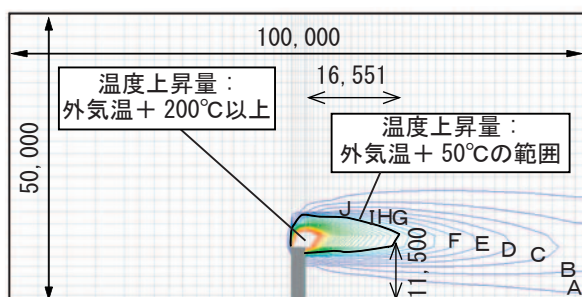 100,000
温度上昇量：
外気温＋200℃以上
16,551
温度上昇量：
外気温＋50℃の範囲
50,000
J
I
H
G
F
E
D
C
B
A
11,500